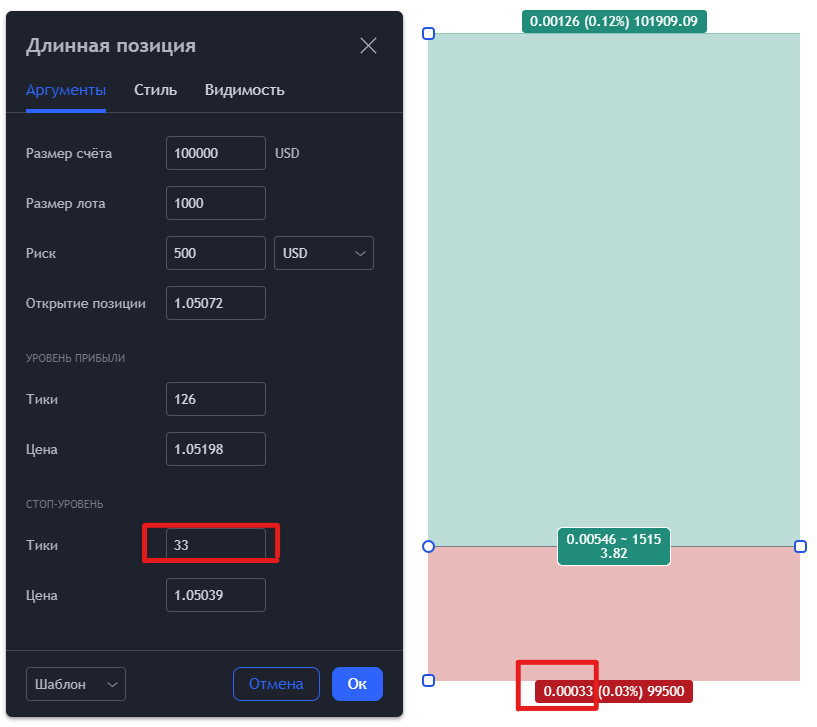 Длинная позиция
Аргументы Стиль Видимость
Размер счёта 100000 USD
Размер лота 1000
Риск 500 USD
Открытие позиции 1.05072
УРОВЕНЬ ПРИБЫЛИ
Тики 126
Цена 1.05198
СТОП-УРОВЕНЬ
Тики 33
Цена 1.05039
Шаблон Отмена Ок
0.00126 (0.12%) 101909.09
0.00546 ~ 1515
3.82
0.00033 (0.03%) 99500